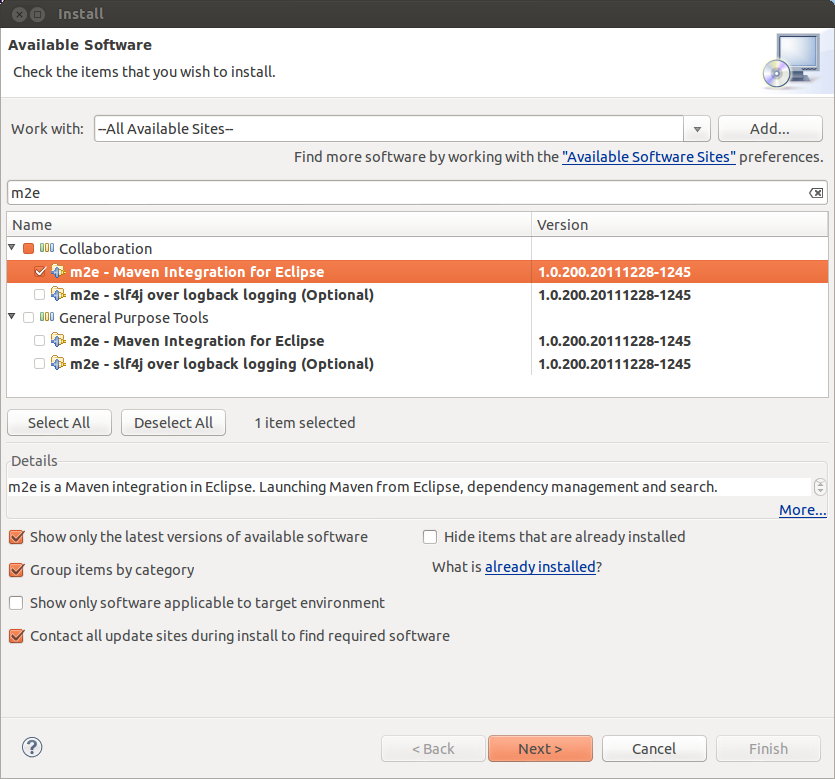 Install
Available Software
Check the items that you wish to install.
Work with: --All Available Sites-- Add...
Find more software by working with the "Available Software Sites" preferences.
m2e
Name Version
Collaboration
m2e - Maven Integration for Eclipse 1.0.200.20111228-1245
m2e - slf4j over logback logging (Optional) 1.0.200.20111228-1245
General Purpose Tools
m2e - Maven Integration for Eclipse 1.0.200.20111228-1245
m2e - slf4j over logback logging (Optional) 1.0.200.20111228-1245
Select All Deselect All 1 item selected
Details
m2e is a Maven integration in Eclipse. Launching Maven from Eclipse, dependency management and search.
More...
Show only the latest versions of available software Hide items that are already installed
Group items by category What is already installed?
Show only software applicable to target environment
Contact all update sites during install to find required software
? < Back Next > Cancel Finish